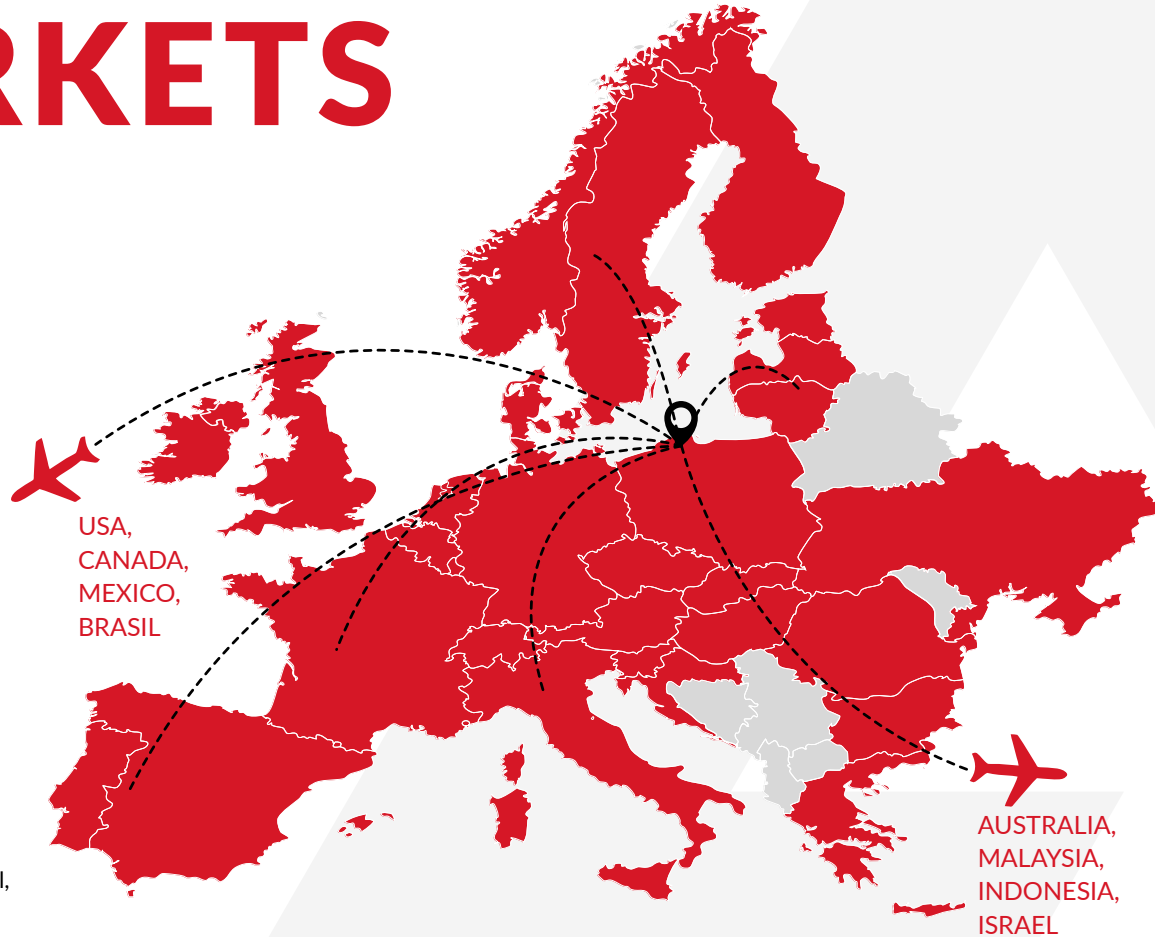 RKETS
USA,
CANADA,
MEXICO,
BRASIL
AUSTRALIA,
MALAYSIA,
INDONESIA,
ISRAEL